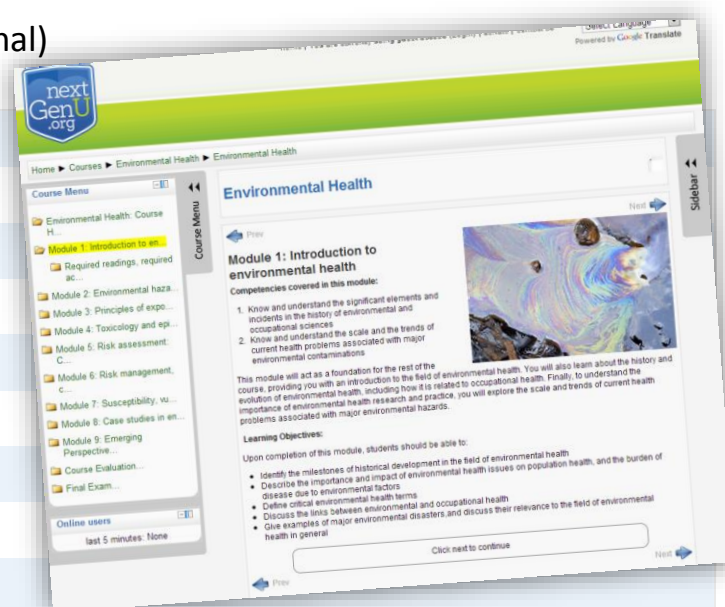 nal)
Select Language
Powered by Google Translate
next
GenU
.org
Home ► Courses ► Environmental Health ► Environmental Health
Course Menu
Environmental Health: Course
H...
Module 1: Introduction to en...
Required readings, required
ac...
Module 2: Environmental haza...
Module 3: Principles of expo...
Module 4: Toxicology and epi...
Module 5: Risk assessment.
C...
Module 6: Risk management,
c...
Module 7: Susceptibility, vu...
Module 8: Case studies in en...
Module 9: Emerging
Perspective...
Course Evaluation...
Final Exam...
Online users
last 5 minutes: None
Course Menu
Environmental Health
Prev
Next
Module 1: Introduction to
environmental health
Competencies covered in this module:
1. Know and understand the significant elements and
incidents in the history of environmental and
occupational sciences
2. Know and understand the scale and the trends of
current health problems associated with major
environmental contaminations
This module will act as a foundation for the rest of the
course, providing you with an introduction to the field of environmental health. You will also learn about the history and
evolution of environmental health, including how it is related to occupational health. Finally, to understand the
importance of environmental health research and practice, you will explore the scale and trends of current health
problems associated with major environmental hazards.
Learning Objectives:
Upon completion of this module, students should be able to:
• Identify the milestones of historical development in the field of environmental health
• Describe the importance and impact of environmental health issues on population health, and the burden of
disease due to environmental factors
• Define critical environmental health terms
• Discuss the links between environmental and occupational health
• Give examples of major environmental disasters,and discuss their relevance to the field of environmental
health in general
Click next to continue
Prev
Next
Sidebar